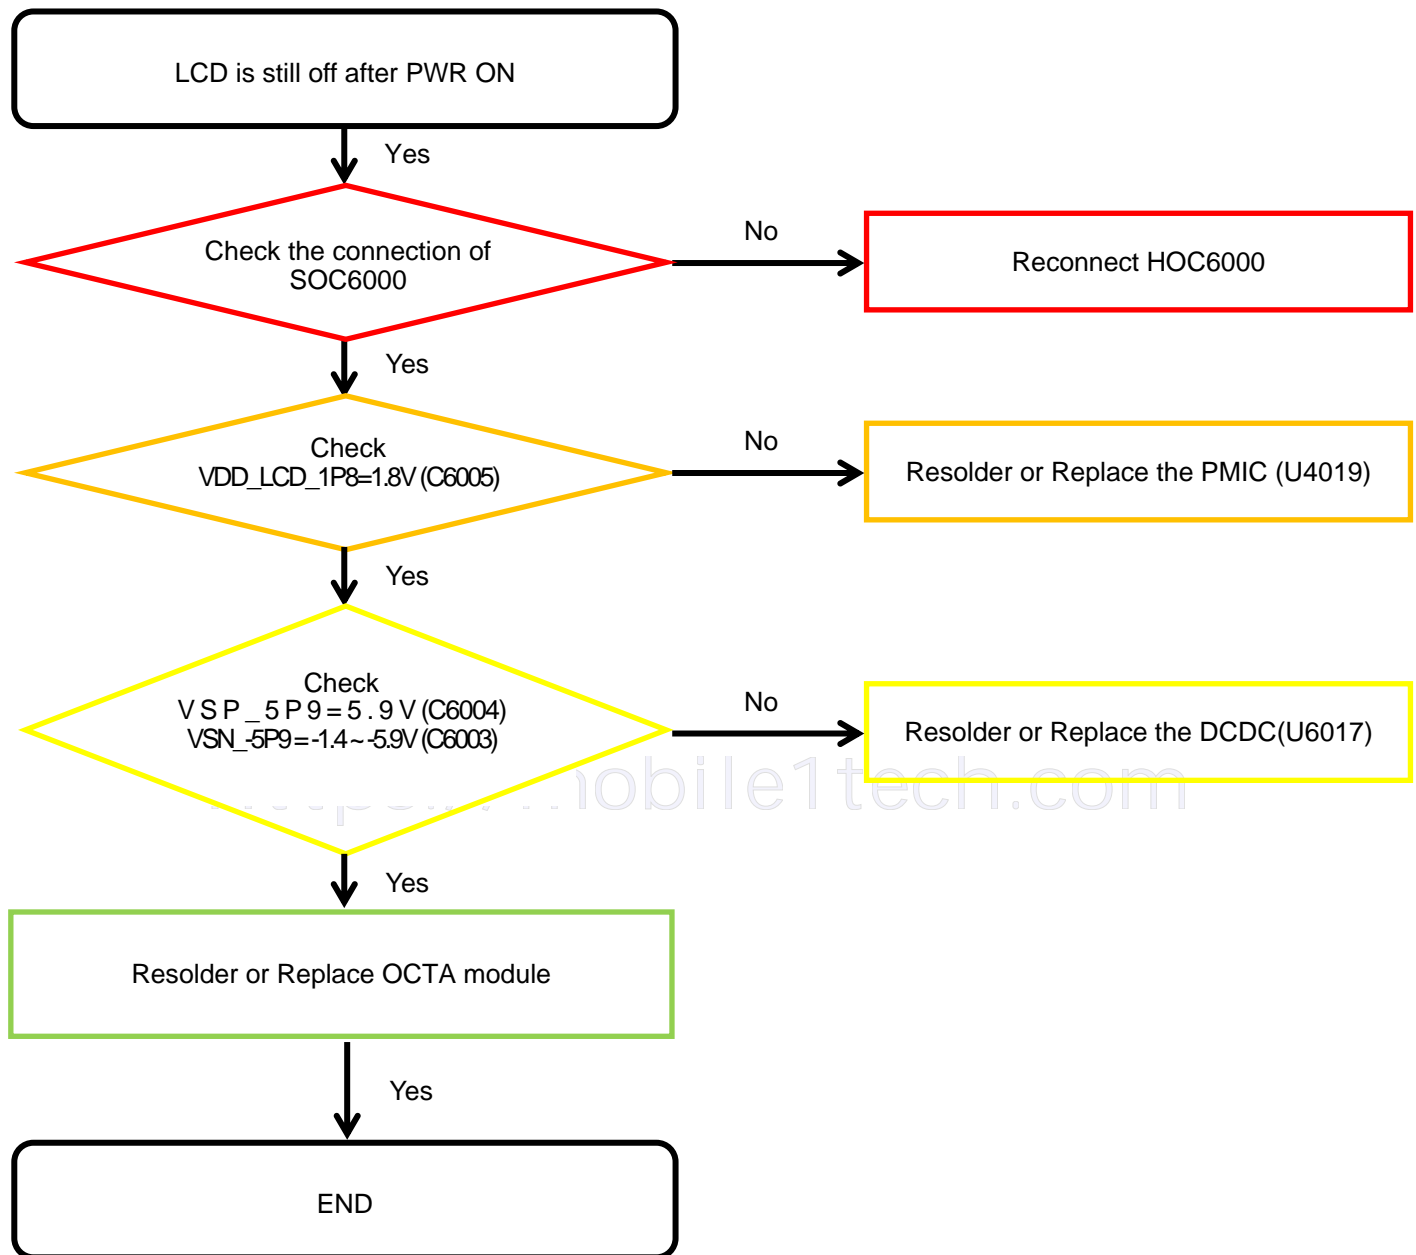 LCD is still off after PWR ON
Yes
Check the connection of
SOC6000
No
Reconnect HOC6000
Yes
Check
VDD_LCD_1P8=1.8V (C6005)
No
Resolder or Replace the PMIC (U4019)
Yes
Check
VSP_5P9=5.9V (C6004)
VSN_-5P9=-1.4~-5.9V (C6003)
No
Resolder or Replace the DCDC(U6017)
Yes
Resolder or Replace OCTA module
Yes
END